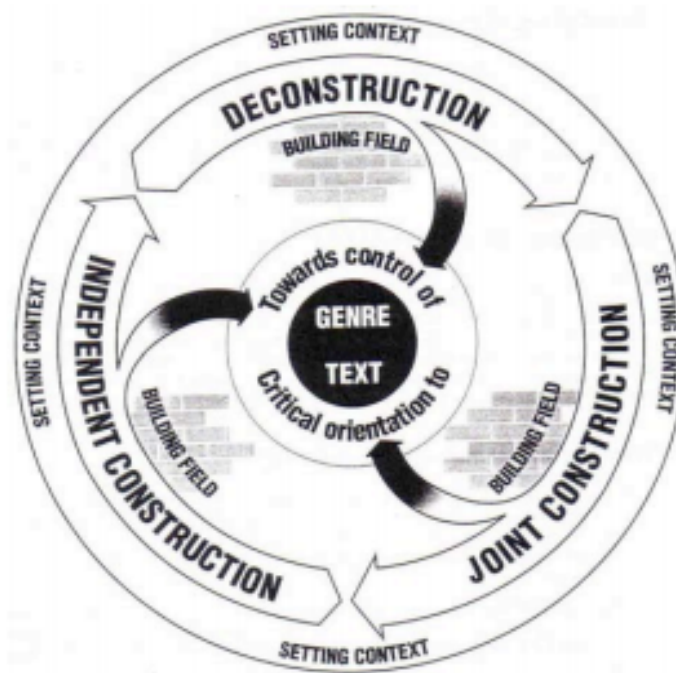 SETTING CONTEXT
DECONSTRUCTION
BUILDING FIELD
SETTING CONTEXT
INDEPENDENT CONSTRUCTION
BUILDING FIELD
Towards control of
GENRE
TEXT
Critical orientation to
SETTING CONTEXT
JOINT CONSTRUCTION
BUILDING FIELD
SETTING CONTEXT